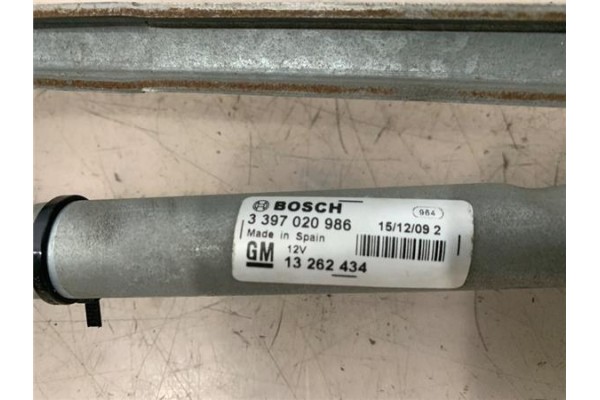 BOSCH 984
3 397 020 986 15/12/09 2
Made in Spain
12V
GM 13 262 434